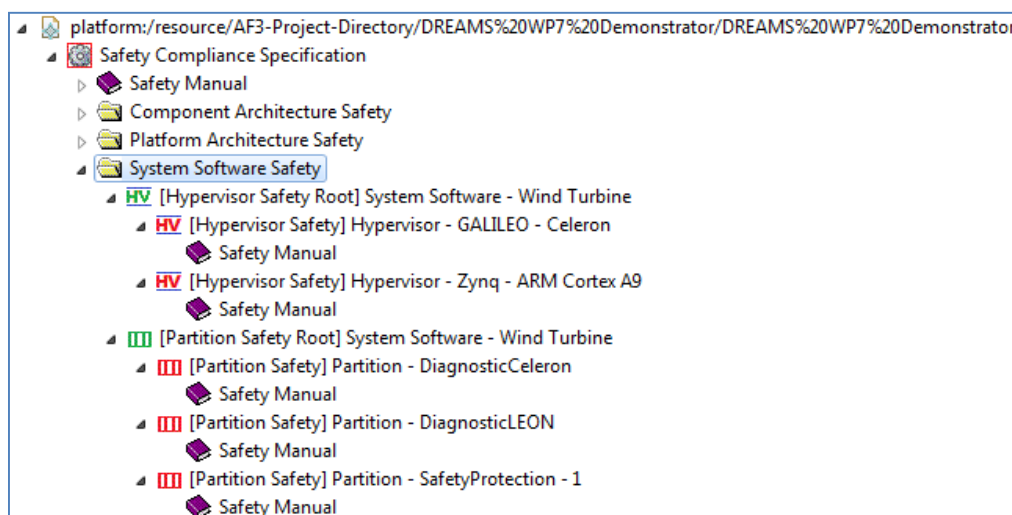 platform:/resource/AF3-Project-Directory/DREAMS%20WP7%20Demonstrator/DREAMS%20WP7%20Demonstrator
Safety Compliance Specification
Safety Manual
Component Architecture Safety
Platform Architecture Safety
System Software Safety
HV [Hypervisor Safety Root] System Software - Wind Turbine
HV [Hypervisor Safety] Hypervisor - GALILEO - Celeron
Safety Manual
HV [Hypervisor Safety] Hypervisor - Zynq - ARM Cortex A9
Safety Manual
[Partition Safety Root] System Software - Wind Turbine
[Partition Safety] Partition - DiagnosticCeleron
Safety Manual
[Partition Safety] Partition - DiagnosticLEON
Safety Manual
[Partition Safety] Partition - SafetyProtection - 1
Safety Manual